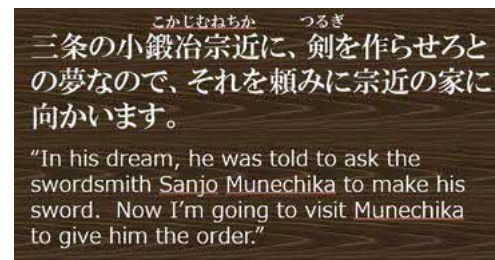 こかじむねちか つるぎ
三条の小鍛冶宗近に、剣を作らせろと
の夢なので、それを頼みに宗近の家に
向かいます。
“In his dream, he was told to ask the
swordsmith Sanjo Munechika to make his
sword.  Now I’m going to visit Munechika
to give him the order.”